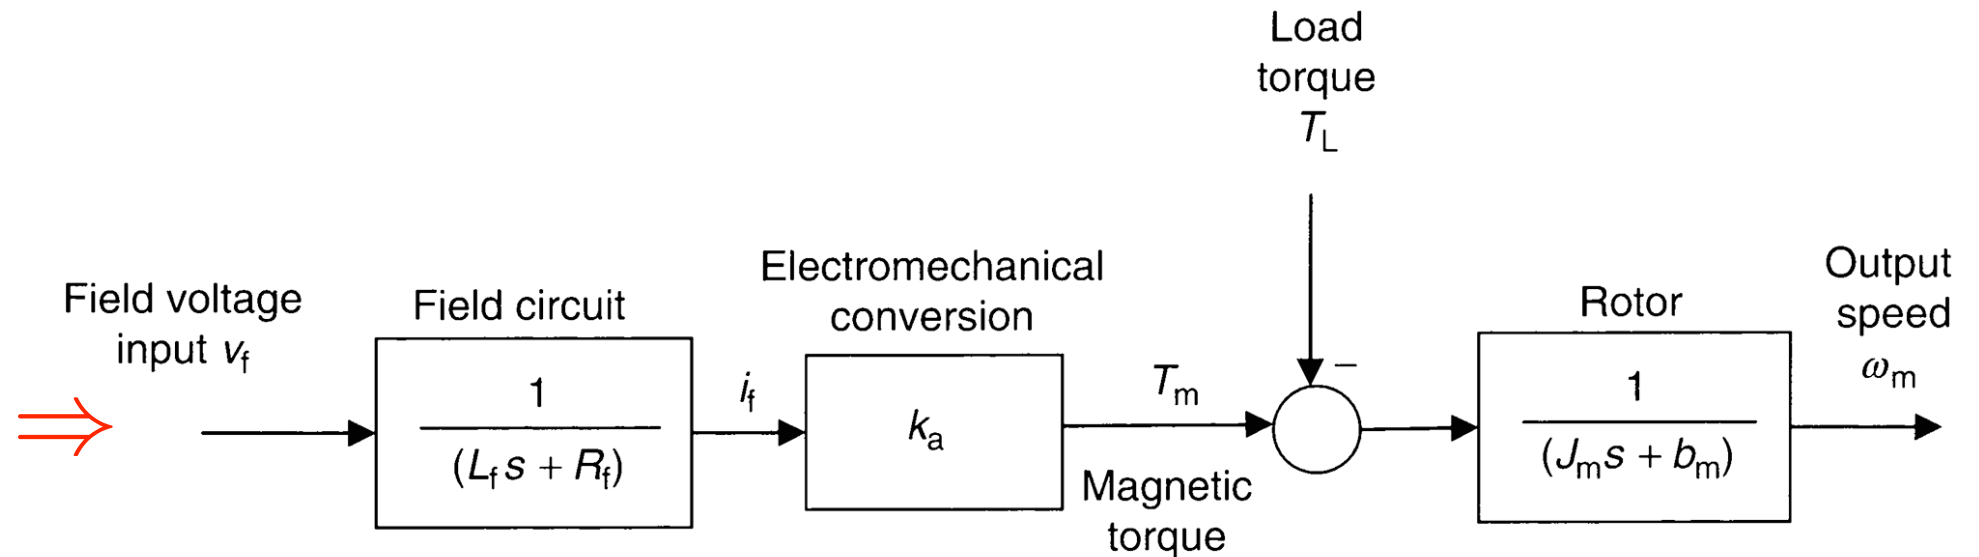 Load
torque
T_L
Field voltage
input v_f
Field circuit
1
(L_f s + R_f)
i_f
Electromechanical
conversion
k_a
T_m
Magnetic
torque
−
Rotor
1
(J_m s + b_m)
Output
speed
ω_m